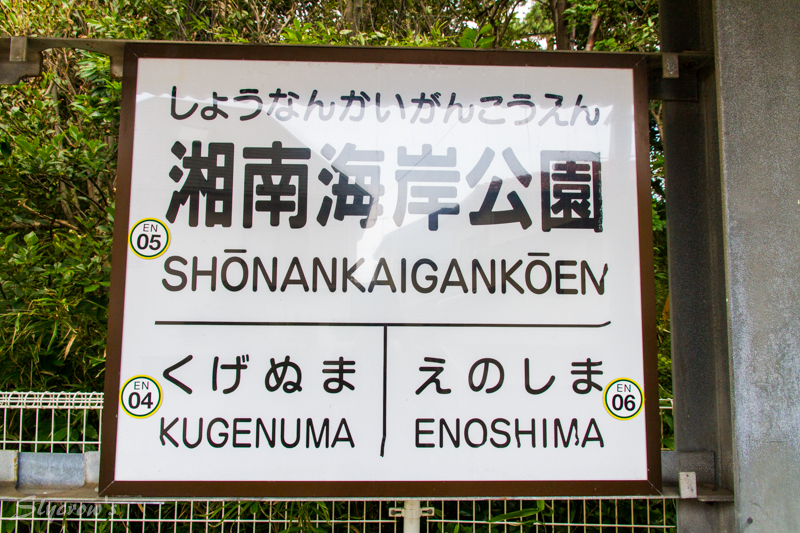 しょうなんかいがんこうえん
湘南海岸公園
EN
05
SHŌNANKAIGANKŌEN
くげぬま
えのしま
EN
04
EN
06
KUGENUMA
ENOSHIMA
Slycrow's